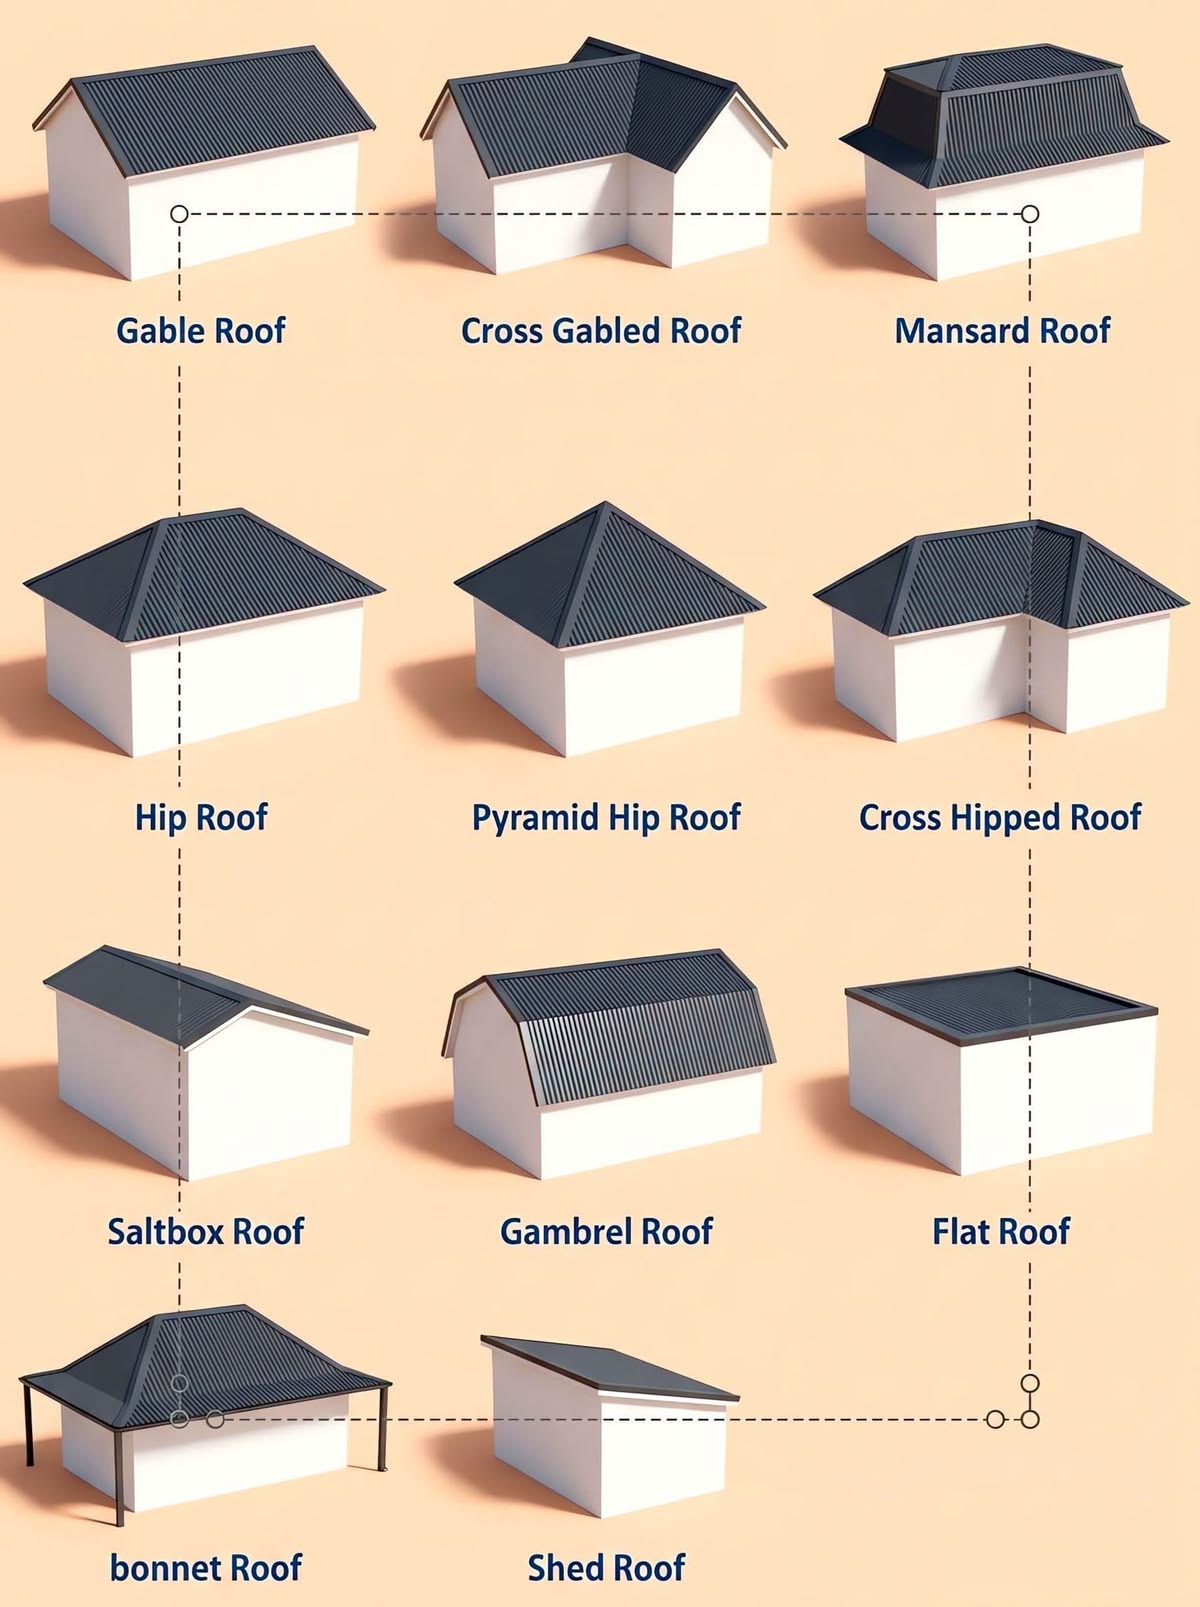 Gable Roof
Cross Gabled Roof
Mansard Roof
Hip Roof
Pyramid Hip Roof
Cross Hipped Roof
Saltbox Roof
Gambrel Roof
Flat Roof
bonnet Roof
Shed Roof